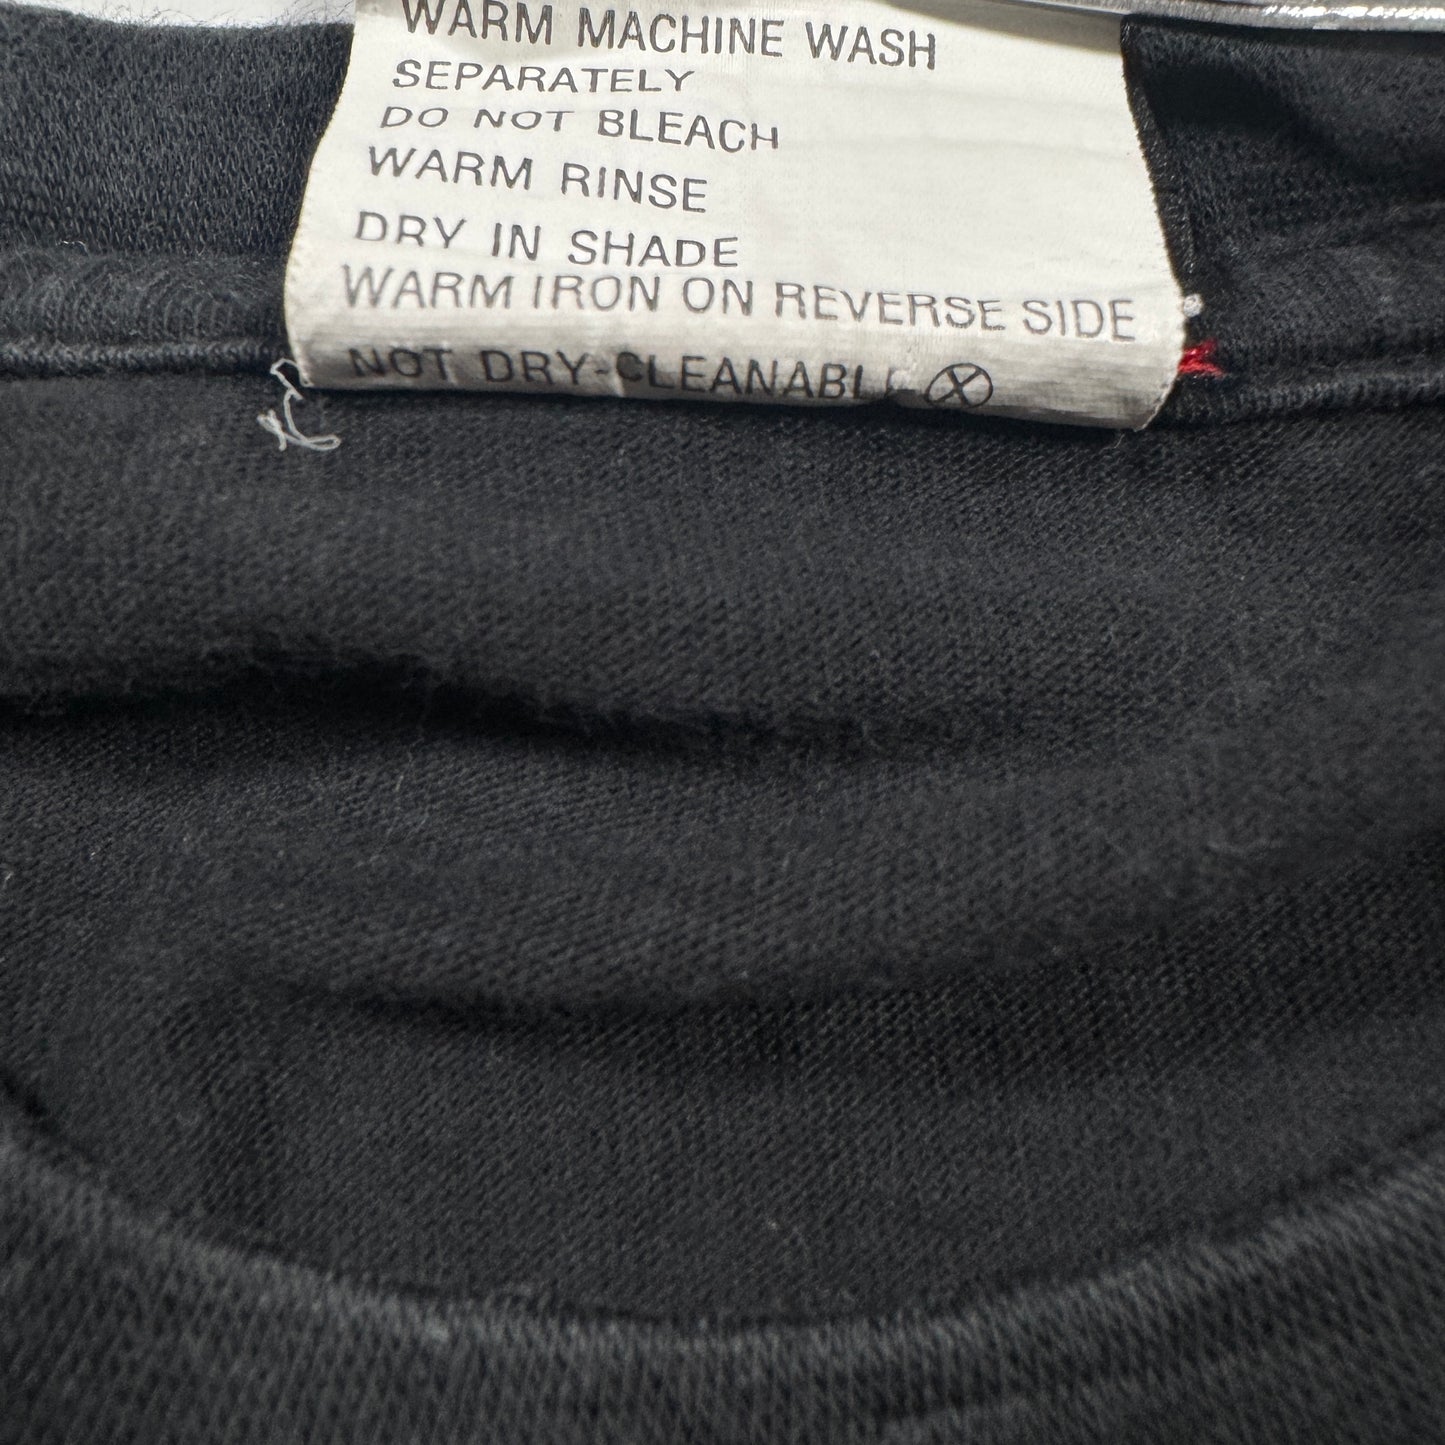 WARM MACHINE WASH
SEPARATELY
DO NOT BLEACH
WARM RINSE
DRY IN SHADE
WARM IRON ON REVERSE SIDE
NOT DRY-CLEANABLE Ⓧ